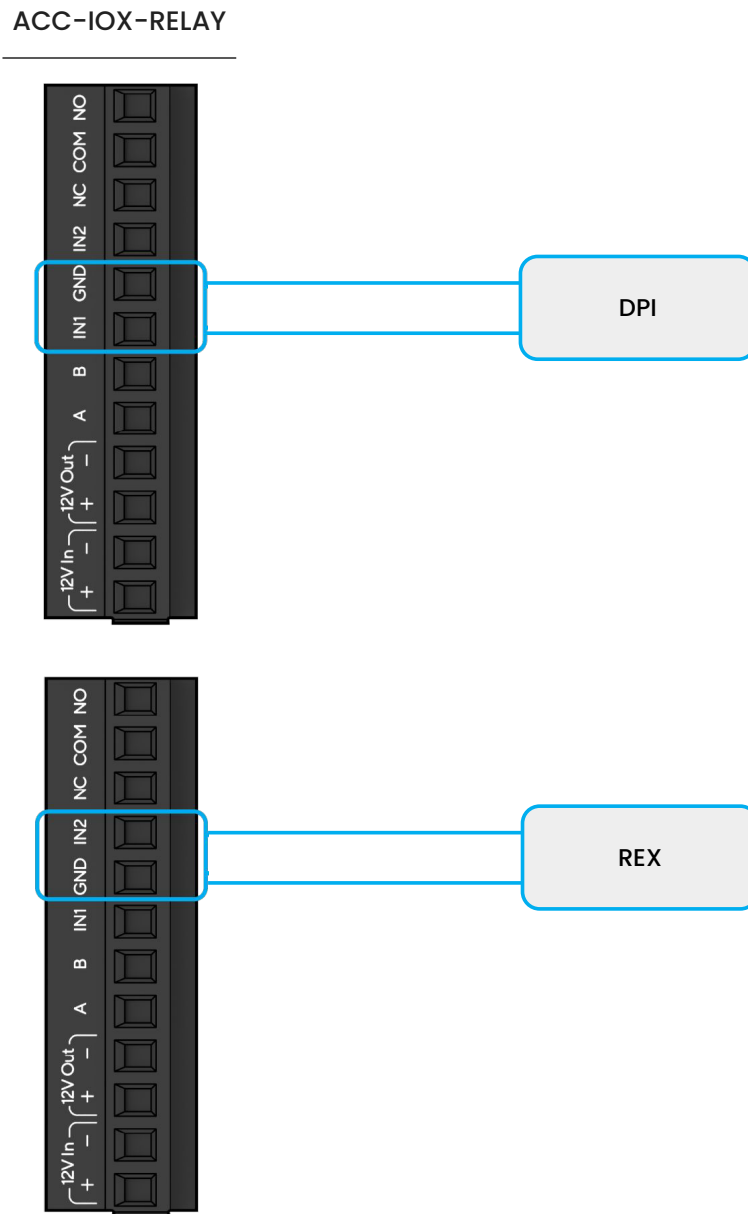 ACC-IOX-RELAY
NO
COM
NC
IN2
GND
IN1
B
A
12V Out
-
+
12V In
-
+
DPI
NO
COM
NC
IN2
GND
IN1
B
A
12V Out
-
+
12V In
-
+
REX